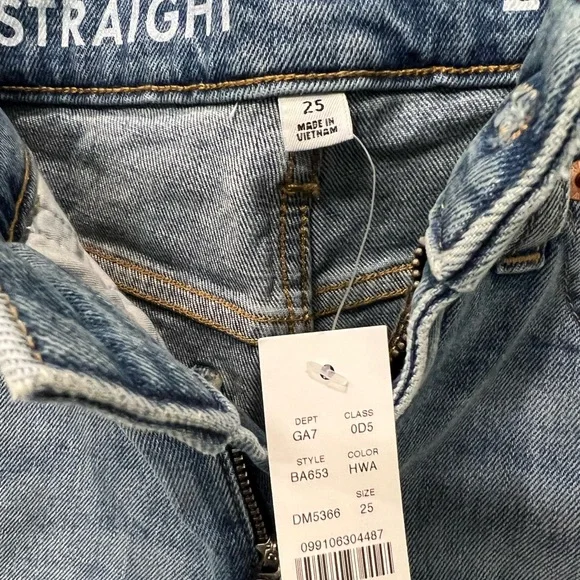 STRAIGHT
25
MADE IN
VIETNAM
DEPT CLASS
GA7 0D5
STYLE COLOR
BA653 HWA
SIZE
DM5366 25
099106304487